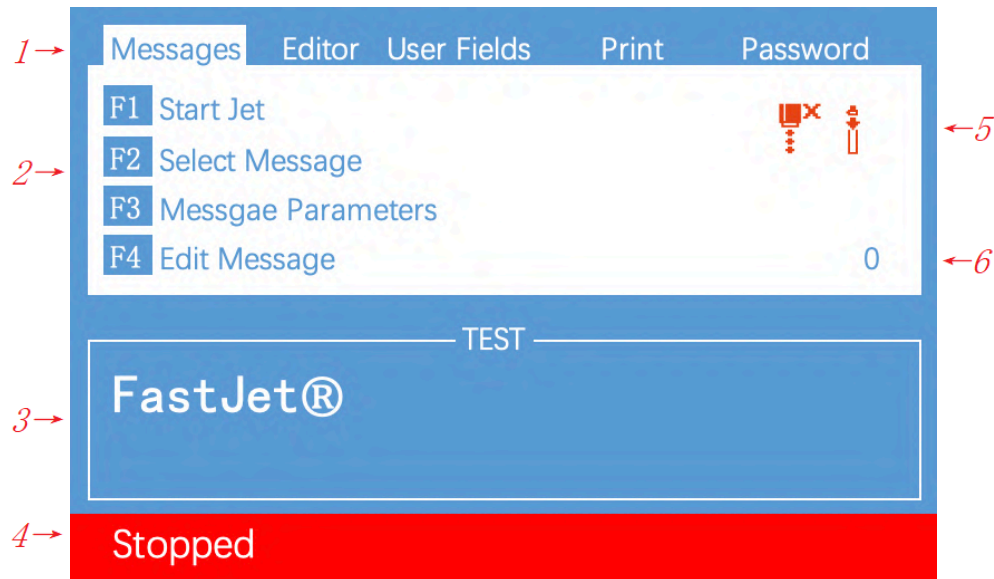 1→ Messages Editor User Fields Print Password
F1 Start Jet
←5
2→ F2 Select Message
F3 Messgae Parameters
F4 Edit Message 0 ←6
TEST
3→ FastJet®
4→ Stopped